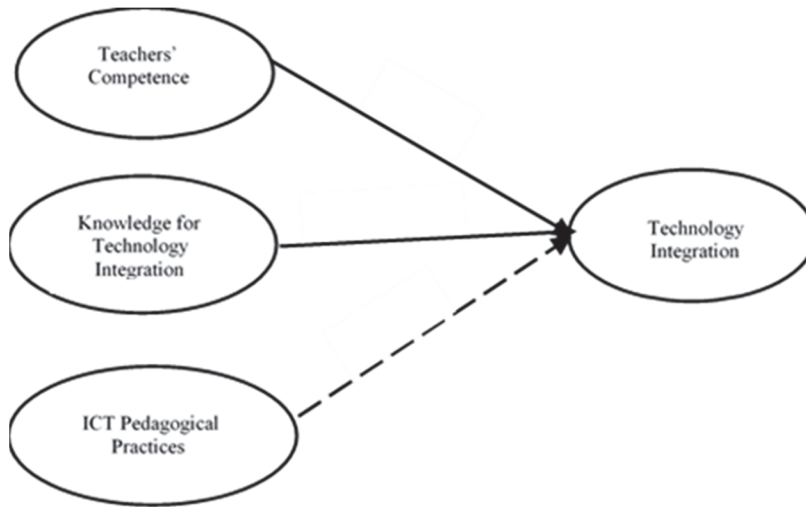 Teachers'
Competence
Knowledge for
Technology
Integration
Technology
Integration
ICT Pedagogical
Practices